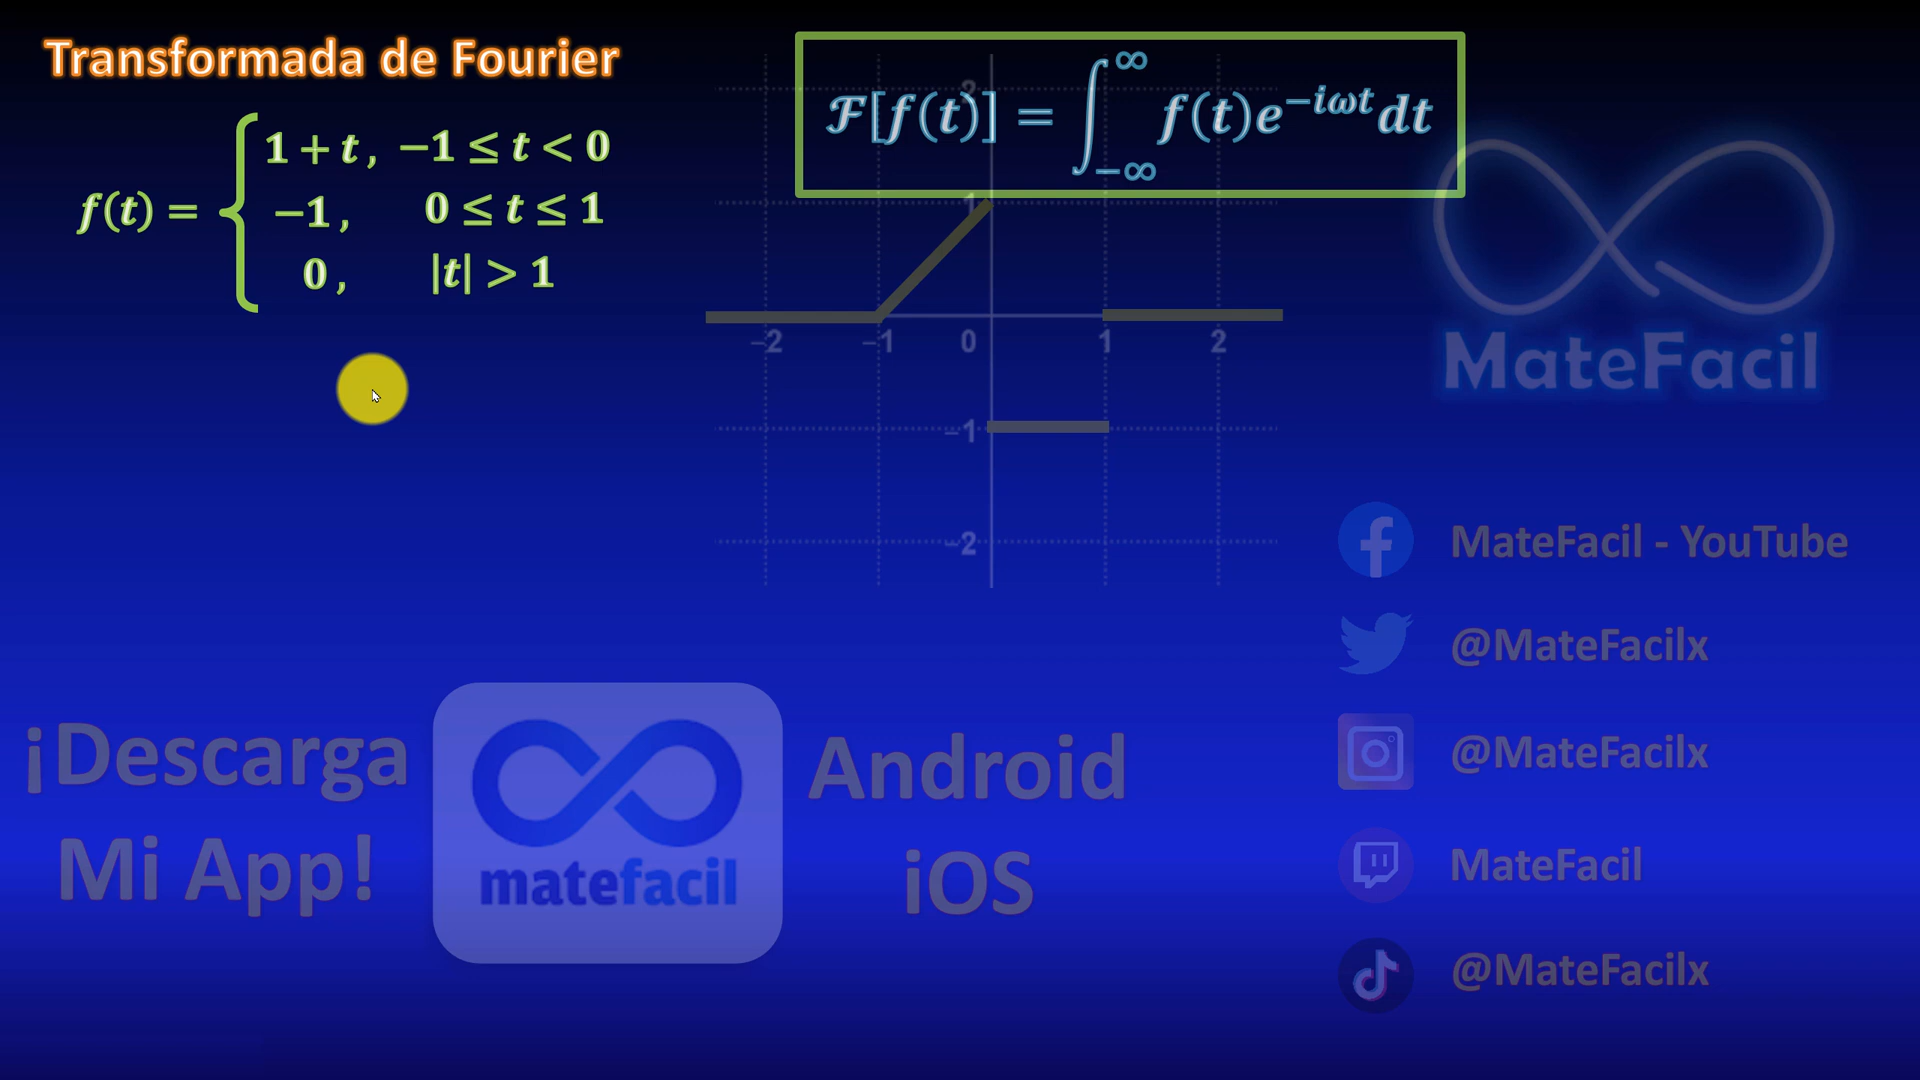 Transformada de Fourier
f(t) = { 1 + t, −1 ≤ t < 0
−1, 0 ≤ t ≤ 1
0, |t| > 1
ℱ[f(t)] = ∫_{−∞}^{∞} f(t)e^{−iωt}dt
2
1
−2 −1 0 1 2
−1
−2
MateFacil
MateFacil - YouTube
@MateFacilx
@MateFacilx
MateFacil
@MateFacilx
¡Descarga
Mi App!
matefacil
Android
iOS